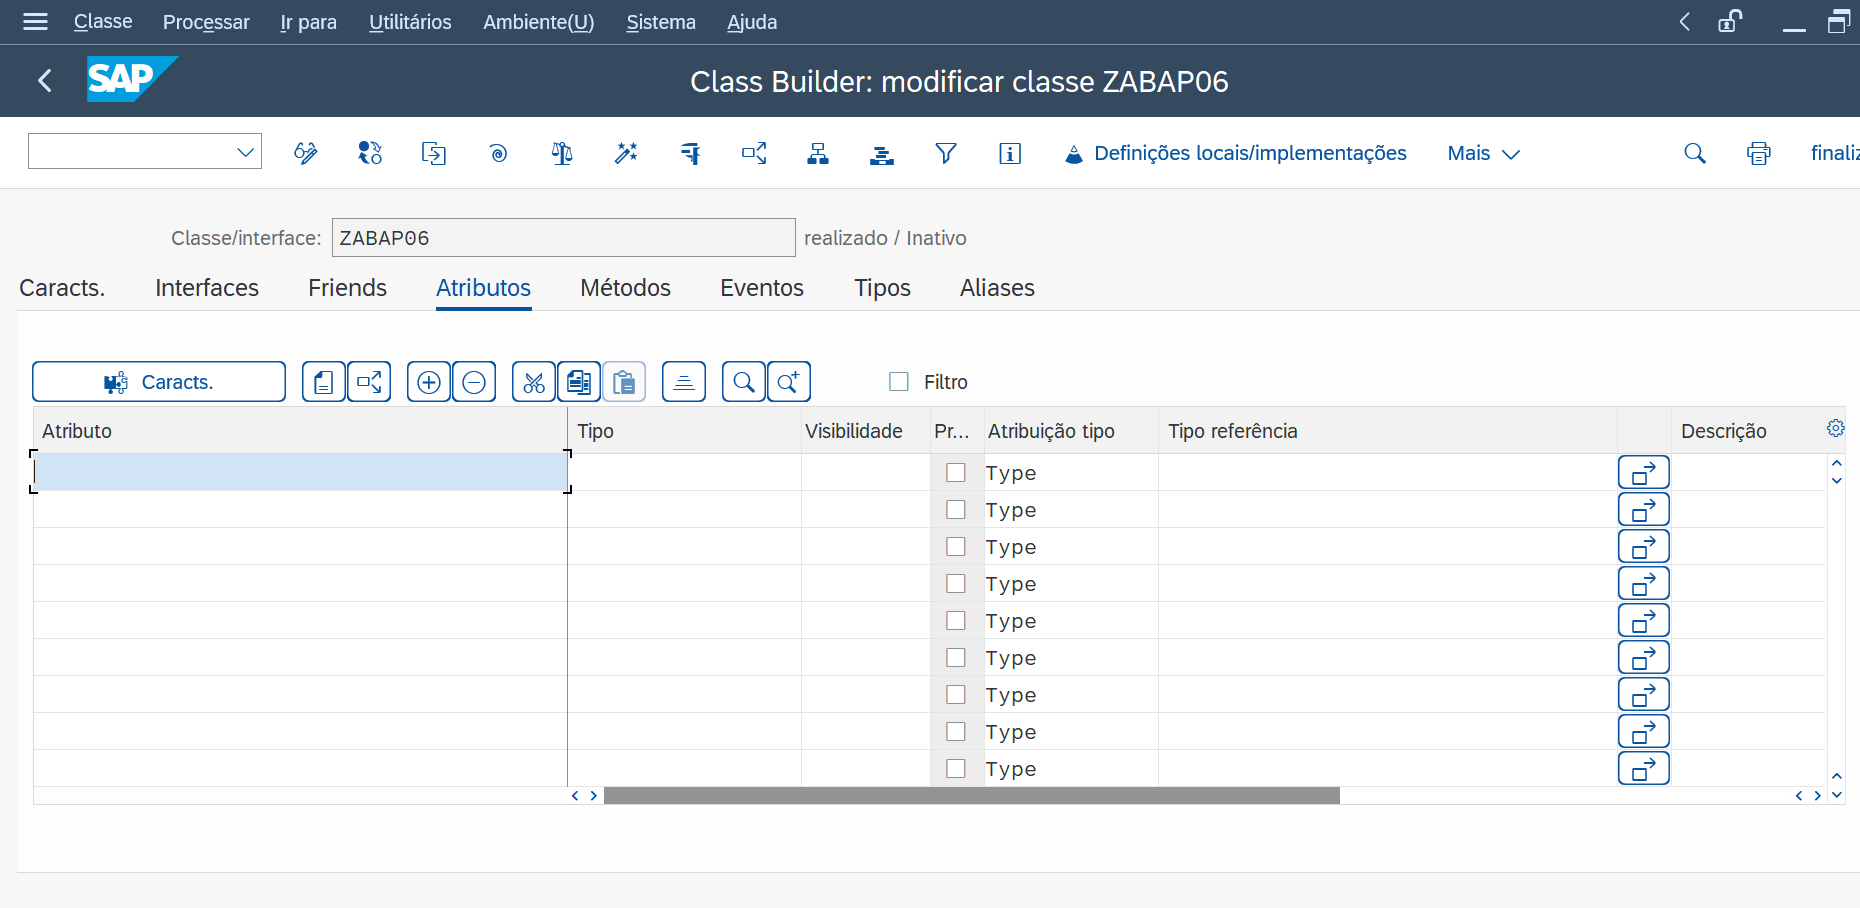 Classe Processar Ir para Utilitários Ambiente(U) Sistema Ajuda
SAP Class Builder: modificar classe ZABAP06
Definições locais/implementações Mais finaliz
Classe/interface: ZABAP06 realizado / Inativo
Caracts. Interfaces Friends Atributos Métodos Eventos Tipos Aliases
Caracts. Filtro
Atributo Tipo Visibilidade Pr... Atribuição tipo Tipo referência Descrição
Type
Type
Type
Type
Type
Type
Type
Type
Type